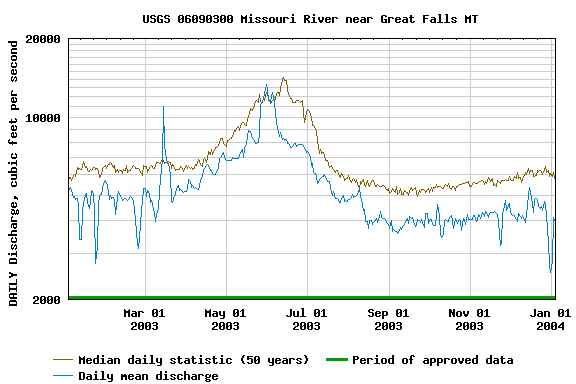 USGS 06090300 Missouri River near Great Falls MT
DAILY Discharge, cubic feet per second
20000
10000
2000
Mar 01 May 01 Jul 01 Sep 01 Nov 01 Jan 01
2003 2003 2003 2003 2003 2004
Median daily statistic (50 years) Period of approved data
Daily mean discharge